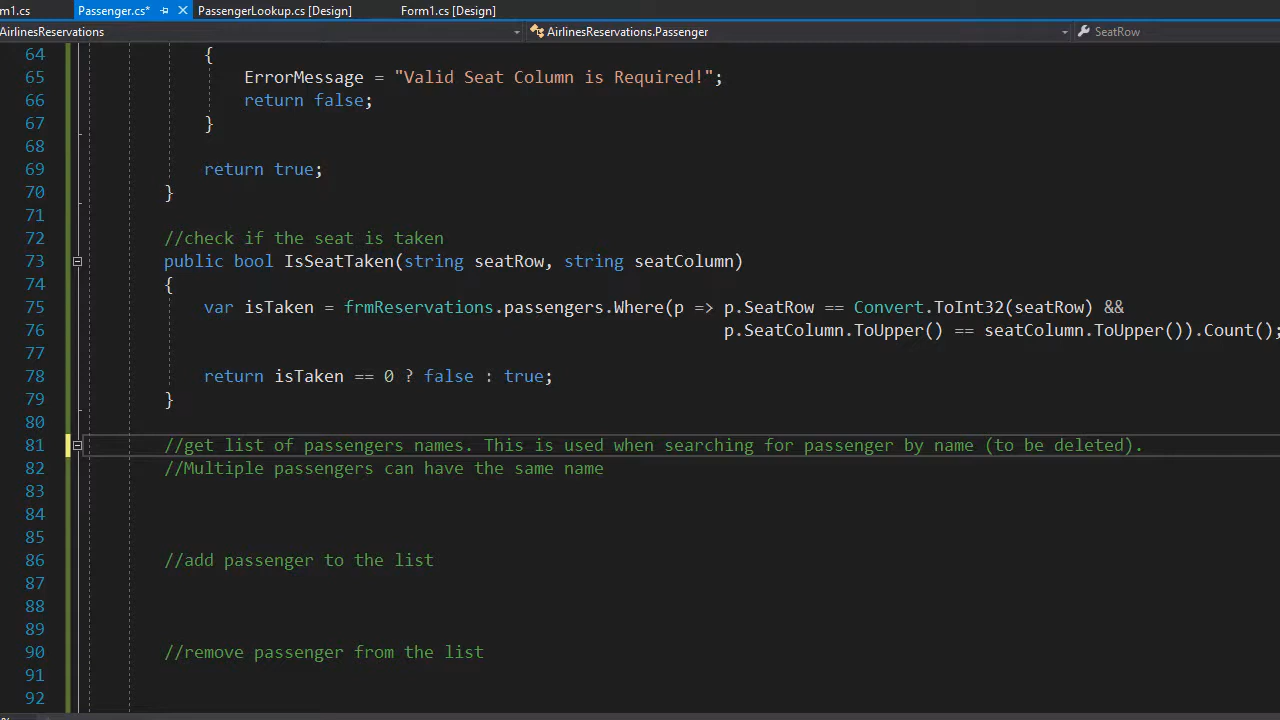 m1.cs Passenger.cs* PassengerLookup.cs [Design] Form1.cs [Design]
AirlinesReservations AirlinesReservations.Passenger SeatRow
64 {
65 ErrorMessage = "Valid Seat Column is Required!";
66 return false;
67 }
68
69 return true;
70 }
71
72 //check if the seat is taken
73 public bool IsSeatTaken(string seatRow, string seatColumn)
74 {
75 var isTaken = frmReservations.passengers.Where(p => p.SeatRow == Convert.ToInt32(seatRow) &&
76 p.SeatColumn.ToUpper() == seatColumn.ToUpper()).Count();
77
78 return isTaken == 0 ? false : true;
79 }
80
81 //get list of passengers names. This is used when searching for passenger by name (to be deleted).
82 //Multiple passengers can have the same name
83
84
85
86 //add passenger to the list
87
88
89
90 //remove passenger from the list
91
92
%